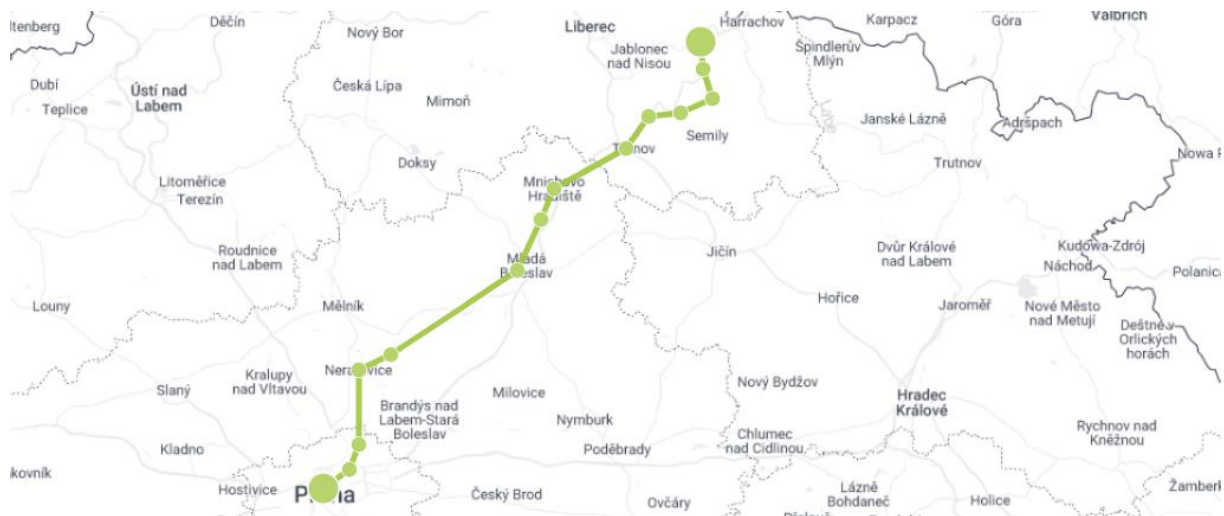 Děčín
Nový Bor
Liberec
Harrachov
Karpacz
Góra
Wałbrich
ltenberg
Jablonec
nad Nisou
Špindlerův
Mlýn
Dubí
Teplice
Ústí nad
Labem
Česká Lípa
Mimoň
Janské Lázně
Adršpach
Semily
Doksy
Trutnov
Nowa R
Litoměřice
Terezín
Mnichovo
Hradiště
Roudnice
nad Labem
Jičín
Dvůr Králové
nad Labem
Kudowa-Zdrój
Náchod
Polanica
Mladá
Boleslav
Louny
Mělník
Hořice
Jaroměř
Nové Město
nad Metují
Deštné v
Orlických
horách
Slaný
Kralupy
nad Vltavou
Neratovice
Brandýs nad
Labem-Stará
Boleslav
Milovice
Nymburk
Nový Bydžov
Hradec
Králové
Rychnov nad
Kněžnou
Kladno
Poděbrady
Chlumec
nad Cidlinou
kovník
Hostivice
Praha
Český Brod
Ovčáry
Lázně
Bohdaneč
Holice
Žamberk